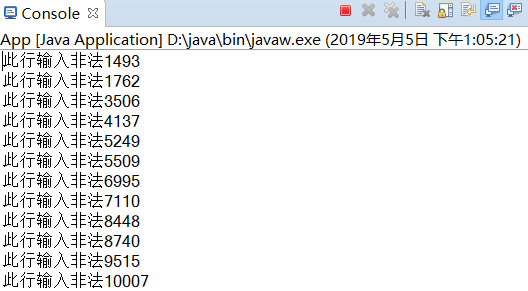 Console
App [Java Application] D:\java\bin\javaw.exe (2019年5月5日 下午1:05:21)
此行输入非法1493
此行输入非法1762
此行输入非法3506
此行输入非法4137
此行输入非法5249
此行输入非法5509
此行输入非法6995
此行输入非法7110
此行输入非法8448
此行输入非法8740
此行输入非法9515
此行输入非法10007